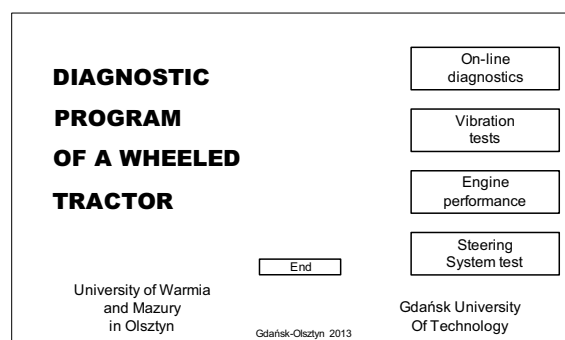 DIAGNOSTIC
PROGRAM
OF A WHEELED
TRACTOR
On-line
diagnostics
Vibration
tests
Engine
performance
Steering
System test
End
University of Warmia
and Mazury
in Olsztyn
Gdańsk-Olsztyn 2013
Gdańsk University
Of Technology